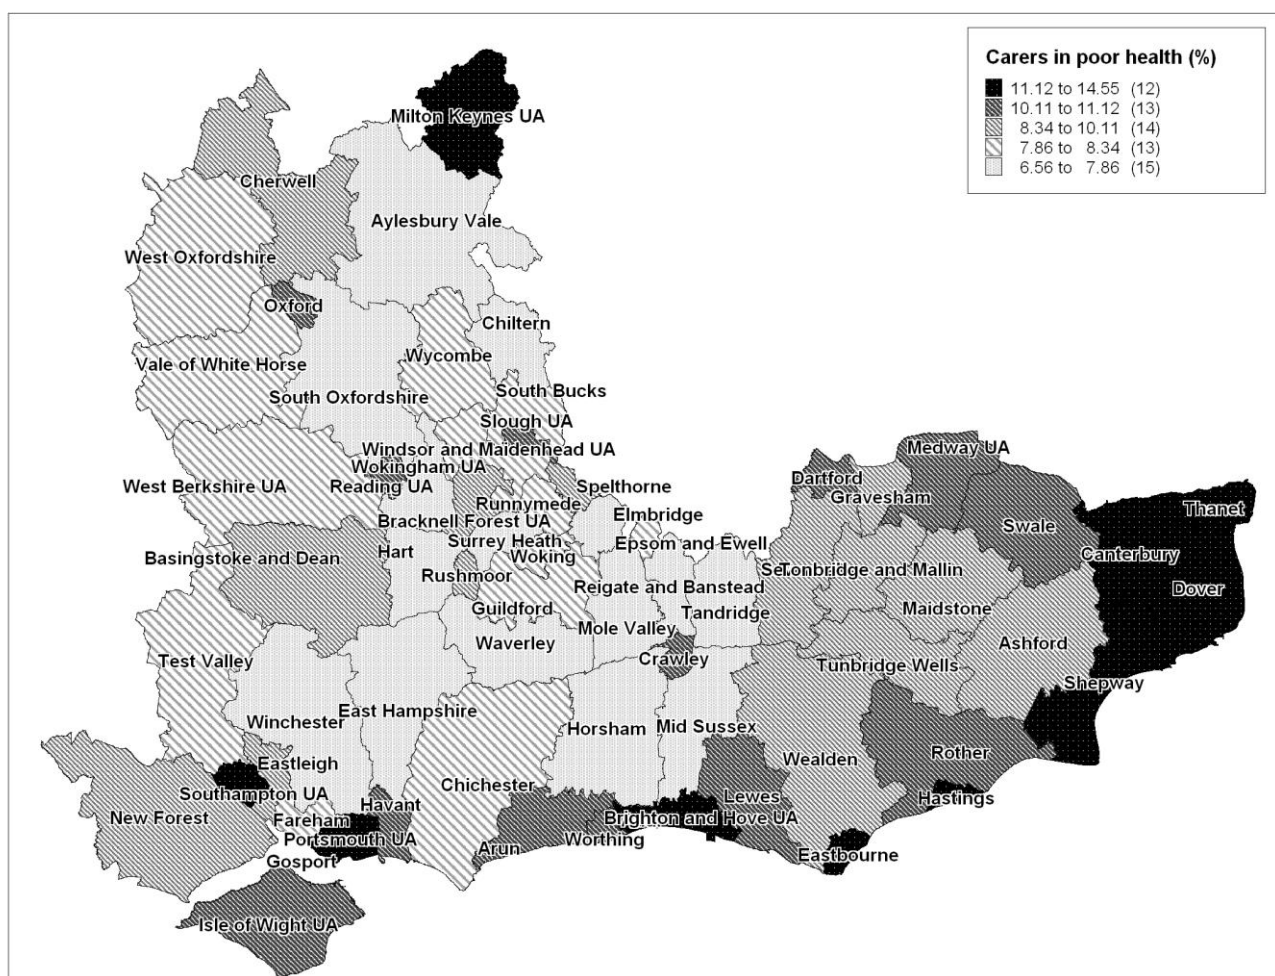 Carers in poor health (%)
11.12 to 14.55 (12)
10.11 to 11.12 (13)
8.34 to 10.11 (14)
7.86 to 8.34 (13)
6.56 to 7.86 (15)
Milton Keynes UA
Cherwell
Aylesbury Vale
West Oxfordshire
Oxford
Chiltern
Wycombe
Vale of White Horse
South Bucks
South Oxfordshire
Slough UA
Windsor and Maidenhead UA
Medway UA
Wokingham UA
Dartford
West Berkshire UA
Reading UA
Spelthorne
Gravesham
Runnymede
Thanet
Elmbridge
Bracknell Forest UA
Swale
Surrey Heath
Epsom and Ewell
Canterbury
Hart
Woking
Basingstoke and Dean
Rushmoor
Se
Tonbridge and Mallin
Reigate and Banstead
Dover
Guildford
Maidstone
Tandridge
Mole Valley
Waverley
Ashford
Test Valley
Crawley
Tunbridge Wells
Shepway
East Hampshire
Winchester
Horsham
Mid Sussex
Rother
Wealden
Eastleigh
Chichester
Southampton UA
Lewes
Hastings
Havant
New Forest
Fareham
Brighton and Hove UA
Portsmouth UA
Worthing
Arun
Eastbourne
Gosport
Isle of Wight UA